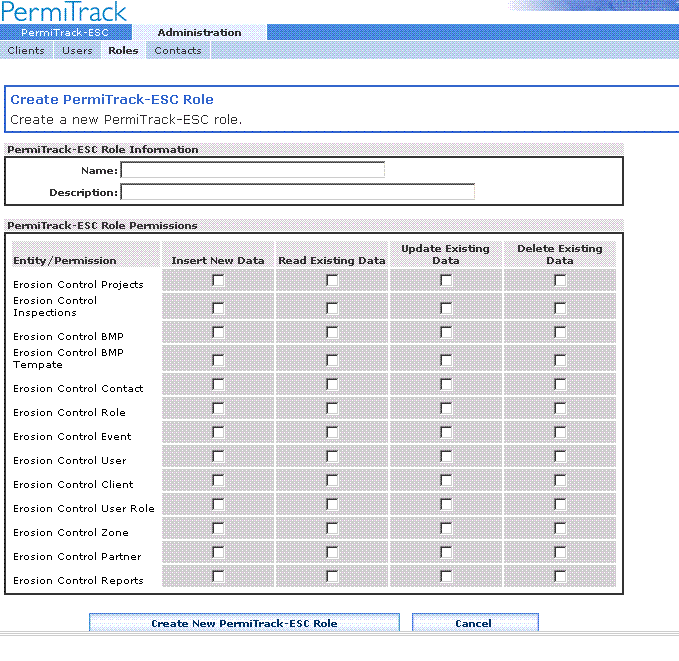 PermiTrack
PermiTrack-ESC Administration
Clients Users Roles Contacts
Create PermiTrack-ESC Role
Create a new PermiTrack-ESC role.
PermiTrack-ESC Role Information
Name:
Description:
PermiTrack-ESC Role Permissions
Entity/Permission Insert New Data Read Existing Data Update Existing Data Delete Existing Data
Erosion Control Projects
Erosion Control
Inspections
Erosion Control BMP
Erosion Control BMP
Tempate
Erosion Control Contact
Erosion Control Role
Erosion Control Event
Erosion Control User
Erosion Control Client
Erosion Control User Role
Erosion Control Zone
Erosion Control Partner
Erosion Control Reports
Create New PermiTrack-ESC Role Cancel